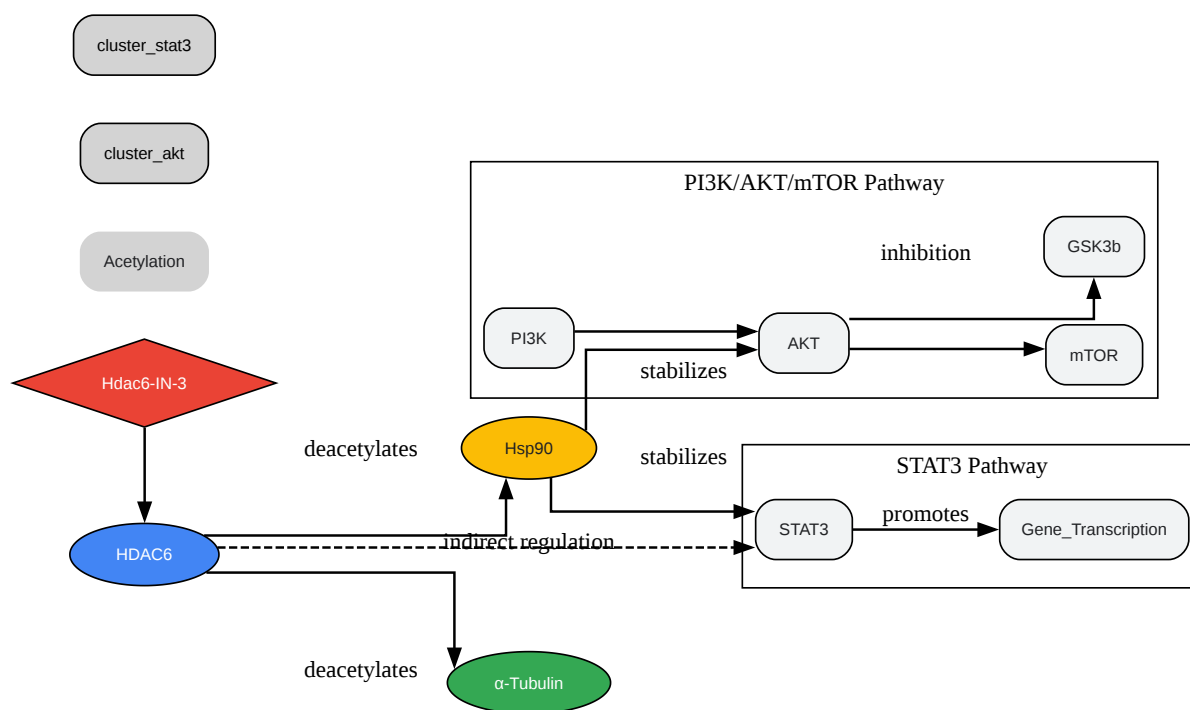 cluster_stat3
cluster_akt
PI3K/AKT/mTOR Pathway
GSK3b
inhibition
Acetylation
PI3K
AKT
mTOR
stabilizes
Hdac6-IN-3
deacetylates
Hsp90
stabilizes
STAT3 Pathway
STAT3
promotes
Gene_Transcription
indirect regulation
HDAC6
deacetylates
α-Tubulin